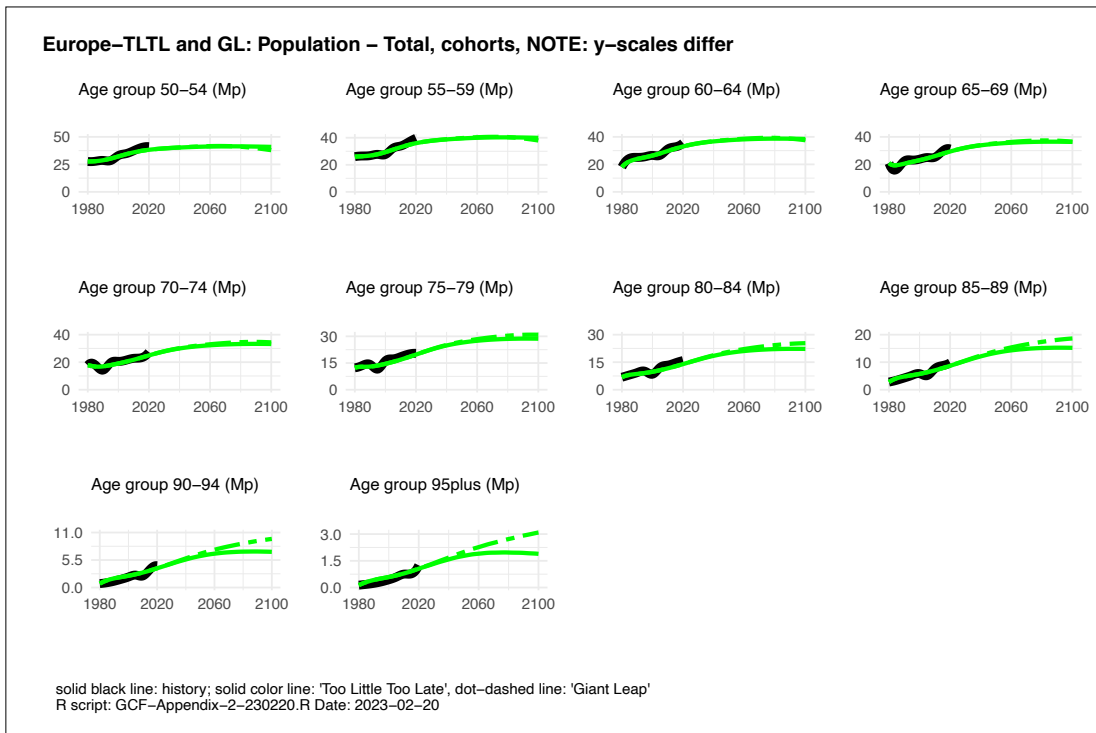 Europe−TLTL and GL: Population − Total, cohorts, NOTE: y−scales differ
Age group 50−54 (Mp)
50
25
0
1980 2020 2060 2100
Age group 55−59 (Mp)
40
20
0
1980 2020 2060 2100
Age group 60−64 (Mp)
40
20
0
1980 2020 2060 2100
Age group 65−69 (Mp)
40
20
0
1980 2020 2060 2100
Age group 70−74 (Mp)
40
20
0
1980 2020 2060 2100
Age group 75−79 (Mp)
30
15
0
1980 2020 2060 2100
Age group 80−84 (Mp)
30
15
0
1980 2020 2060 2100
Age group 85−89 (Mp)
20
10
0
1980 2020 2060 2100
Age group 90−94 (Mp)
11.0
5.5
0.0
1980 2020 2060 2100
Age group 95plus (Mp)
3.0
1.5
0.0
1980 2020 2060 2100
solid black line: history; solid color line: 'Too Little Too Late', dot−dashed line: 'Giant Leap'
R script: GCF−Appendix−2−230220.R Date: 2023−02−20